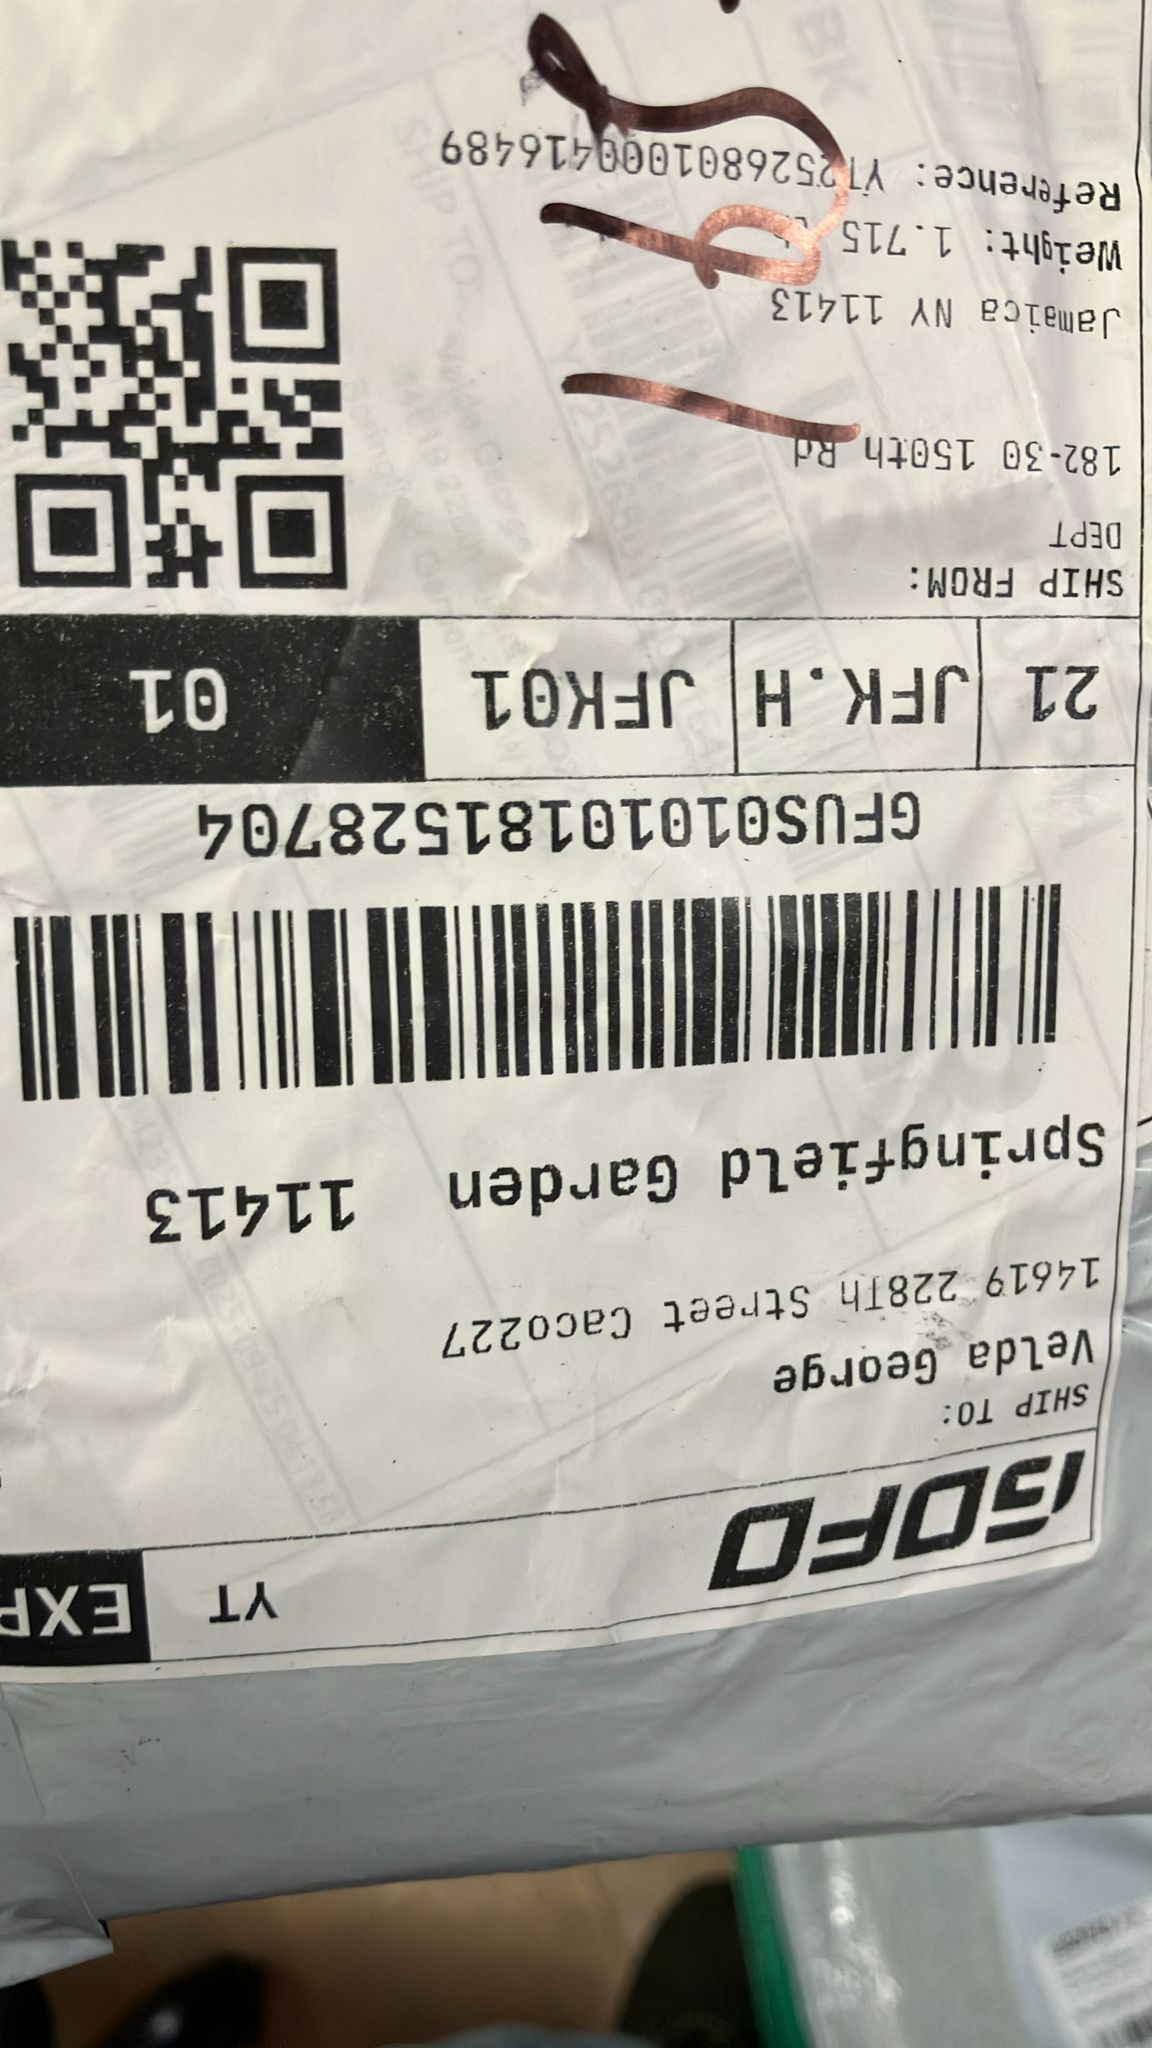 GOFO YT
SHIP TO:
Velda George
14619 228Th Street Caco227
Springfield Garden 11413
GFUS01010181528704
21 JFK.H JFK01 01
SHIP FROM:
DEPT
182-30 150th Rd
Jamaica NY 11413
Weight: 1.715
Reference: YT2526801000416489